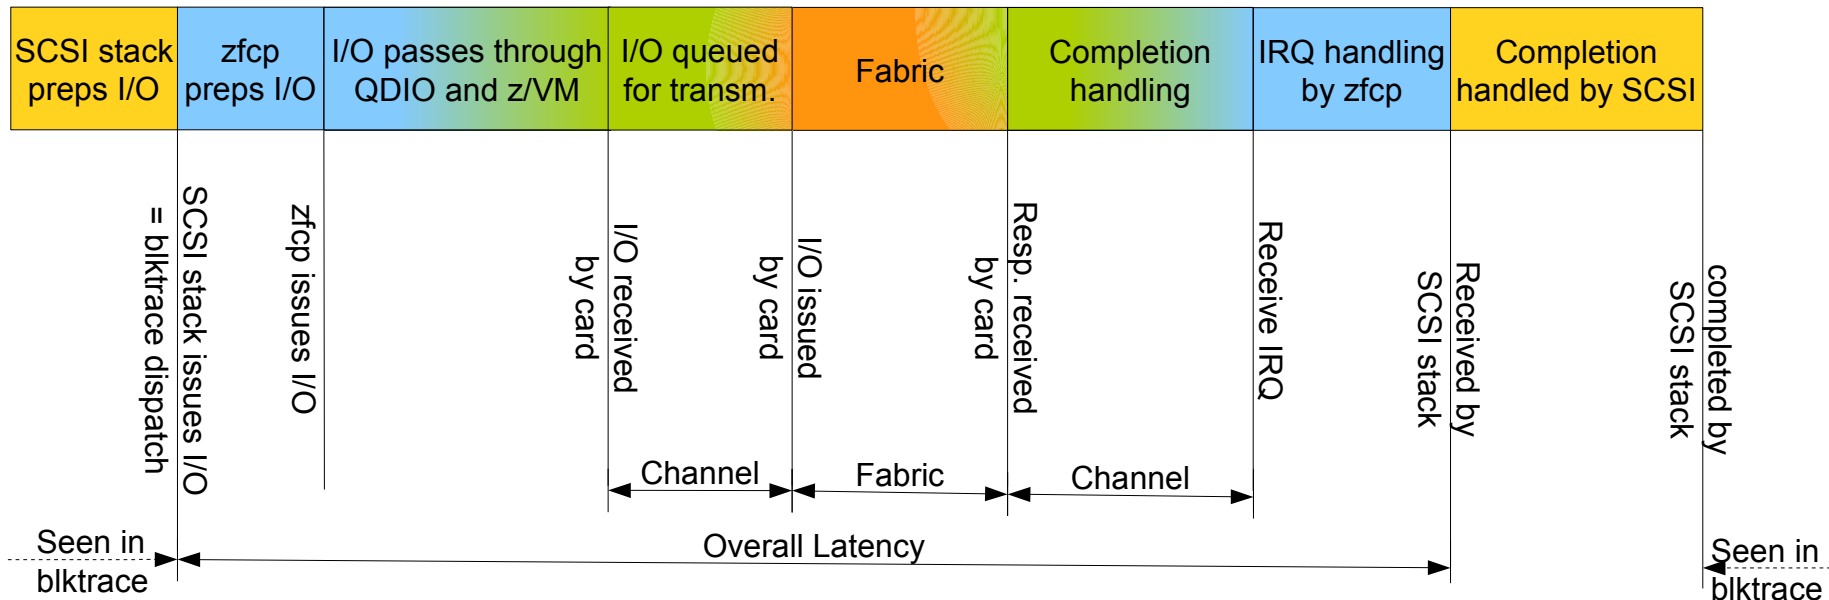 SCSI stack
preps I/O
zfcp
preps I/O
I/O passes through
QDIO and z/VM
I/O queued
for transm.
Fabric
Completion
handling
IRQ handling
by zfcp
Completion
handled by SCSI
SCSI stack issues I/O
= blktrace dispatch
zfcp issues I/O
I/O received
by card
I/O issued
by card
Resp. received
by card
Receive IRQ
Received by
SCSI stack
completed by
SCSI stack
Channel
Fabric
Channel
Seen in
blktrace
Overall Latency
Seen in
blktrace